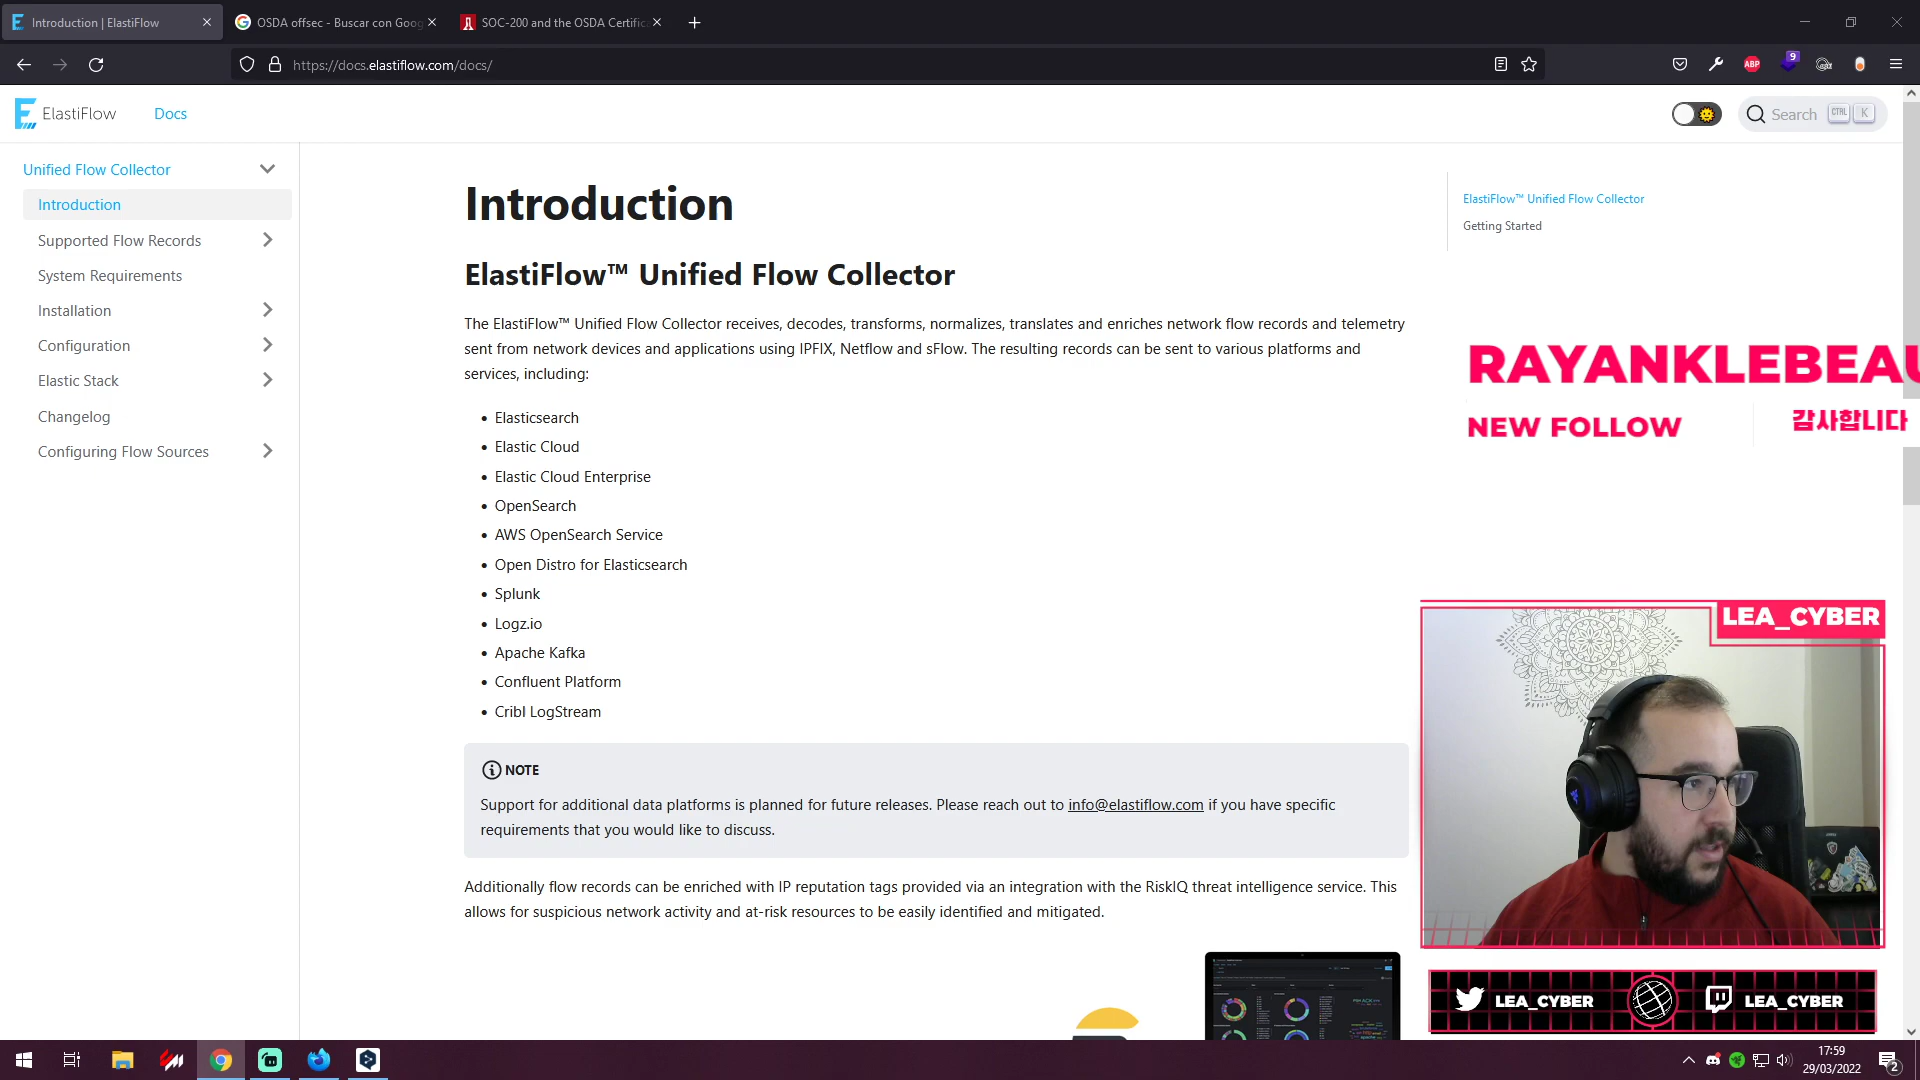 Introduction | ElastiFlow
OSDA offsec - Buscar con Goog
SOC-200 and the OSDA Certific
https://docs.elastiflow.com/docs/
ABP
9
ElastiFlow
Docs
Search
CTRL K
Unified Flow Collector
Introduction
Supported Flow Records
System Requirements
Installation
Configuration
Elastic Stack
Changelog
Configuring Flow Sources
Introduction
ElastiFlow™ Unified Flow Collector
The ElastiFlow™ Unified Flow Collector receives, decodes, transforms, normalizes, translates and enriches network flow records and telemetry
sent from network devices and applications using IPFIX, Netflow and sFlow. The resulting records can be sent to various platforms and
services, including:
Elasticsearch
Elastic Cloud
Elastic Cloud Enterprise
OpenSearch
AWS OpenSearch Service
Open Distro for Elasticsearch
Splunk
Logz.io
Apache Kafka
Confluent Platform
Cribl LogStream
NOTE
Support for additional data platforms is planned for future releases. Please reach out to info@elastiflow.com if you have specific
requirements that you would like to discuss.
Additionally flow records can be enriched with IP reputation tags provided via an integration with the RiskIQ threat intelligence service. This
allows for suspicious network activity and at-risk resources to be easily identified and mitigated.
ElastiFlow™ Unified Flow Collector
Getting Started
RAYANKLEBEAU
NEW FOLLOW
감사합니다
LEA_CYBER
LEA_CYBER
LEA_CYBER
17:59
29/03/2022
2